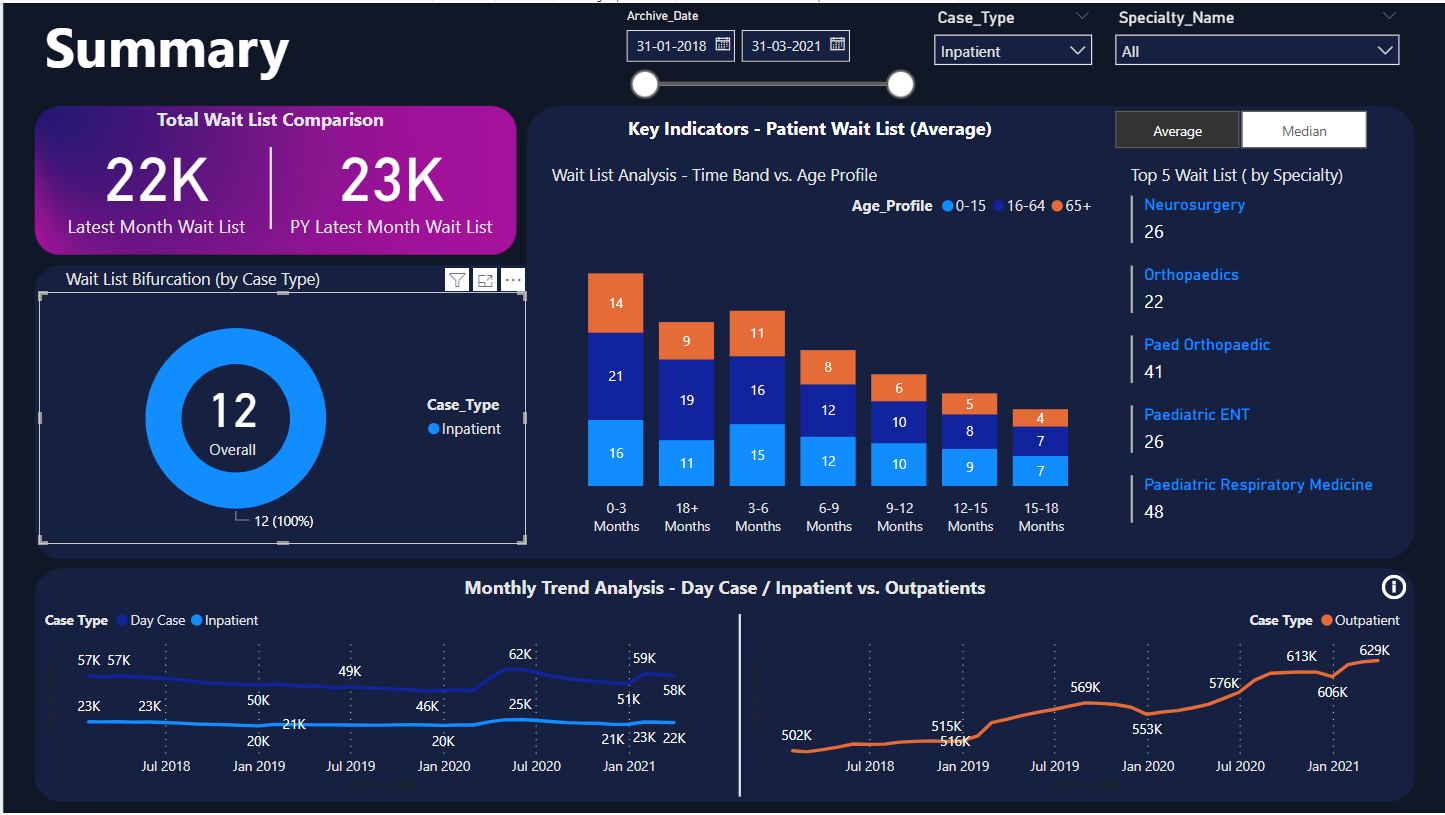 Summary
Archive_Date
31-01-2018
31-03-2021
Case_Type
Inpatient
Specialty_Name
All
Total Wait List Comparison
22K
Latest Month Wait List
23K
PY Latest Month Wait List
Wait List Bifurcation (by Case Type)
12
Overall
12 (100%)
Case_Type
Inpatient
Key Indicators - Patient Wait List (Average)
Average
Median
Wait List Analysis - Time Band vs. Age Profile
Age_Profile 0-15 16-64 65+
14 9 11 8 6 5 4
21 19 16 12 10 8 7
16 11 15 12 10 9 7
0-3 18+ 3-6 6-9 9-12 12-15 15-18
Months Months Months Months Months Months Months
Top 5 Wait List ( by Specialty)
Neurosurgery
26
Orthopaedics
22
Paed Orthopaedic
41
Paediatric ENT
26
Paediatric Respiratory Medicine
48
Monthly Trend Analysis - Day Case / Inpatient vs. Outpatients
Case Type Day Case Inpatient
57K 57K 50K 49K 46K 62K 51K 59K 58K
23K 23K 20K 21K 20K 25K 21K 23K 22K
Jul 2018 Jan 2019 Jul 2019 Jan 2020 Jul 2020 Jan 2021
Case Type Outpatient
502K 515K 516K 569K 553K 576K 613K 606K 629K
Jul 2018 Jan 2019 Jul 2019 Jan 2020 Jul 2020 Jan 2021